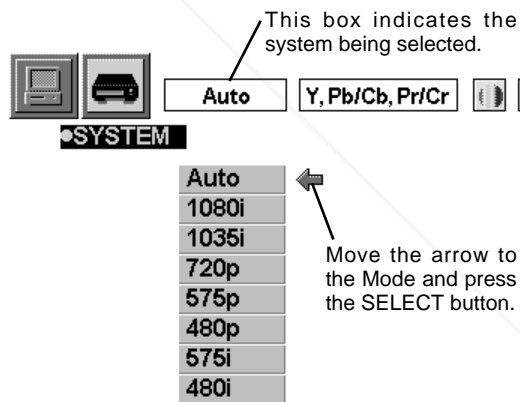 This box indicates the
system being selected.
Auto
Y, Pb/Cb, Pr/Cr
●SYSTEM
Auto
1080i
1035i
720p
575p
480p
575i
480i
Move the arrow to
the Mode and press
the SELECT button.